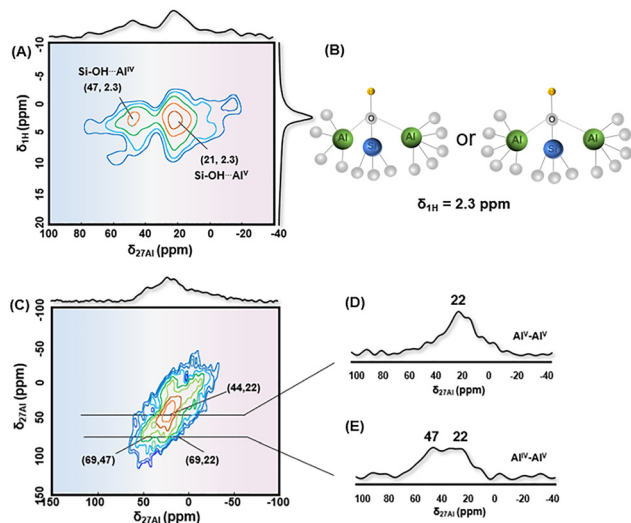 (A)
-10
-5
0
5
10
15
20
δ1H (ppm)
Si-OH···AlIV
(47, 2.3)
(21, 2.3)
Si-OH···AlV
100 80 60 40 20 0 -20 -40
δ27Al (ppm)
(B)
O
Al
Al
Si
or
O
Al
Al
Si
δ1H = 2.3 ppm
(C)
-100
-50
0
50
100
150
δ27Al (ppm)
(44,22)
(69,47)
(69,22)
150 100 50 0 -50 -100
δ27Al (ppm)
(D)
22
AlV-AlV
100 80 60 40 20 0 -20 -40
δ27Al (ppm)
(E)
47 22
AlIV-AlV
100 80 60 40 20 0 -20 -40
δ27Al (ppm)